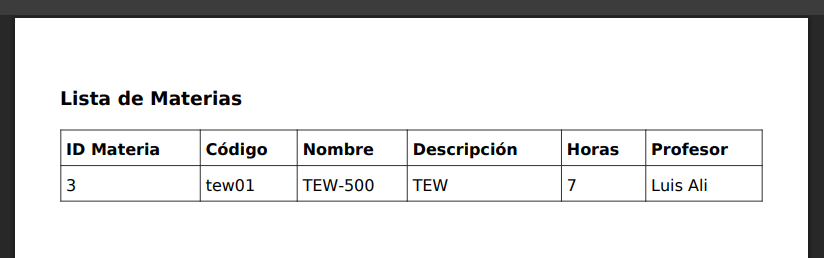 Lista de Materias
ID Materia Código Nombre Descripción Horas Profesor
3 tew01 TEW-500 TEW 7 Luis Ali